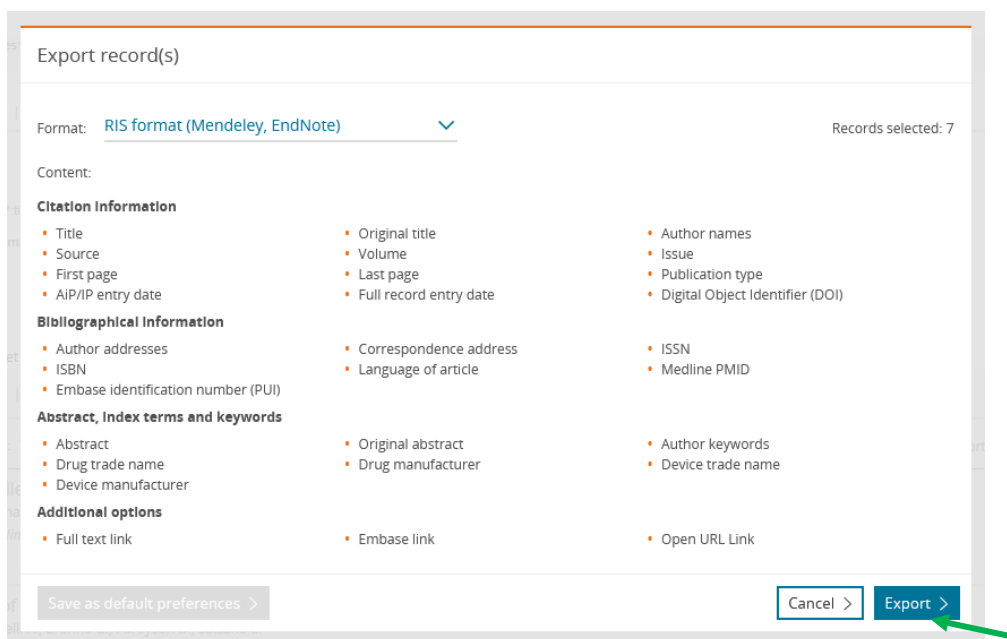 Export record(s)
Format: RIS format (Mendeley, EndNote) Records selected: 7
Content:
Citation Information
• Title • Original title • Author names
• Source • Volume • Issue
• First page • Last page • Publication type
• AiP/IP entry date • Full record entry date • Digital Object Identifier (DOI)
Bibliographical Information
• Author addresses • Correspondence address • ISSN
• ISBN • Language of article • Medline PMID
• Embase identification number (PUI)
Abstract, Index terms and keywords
• Abstract • Original abstract • Author keywords
• Drug trade name • Drug manufacturer • Device trade name
• Device manufacturer
Additional options
• Full text link • Embase link • Open URL Link
Save as default preferences > Cancel > Export >